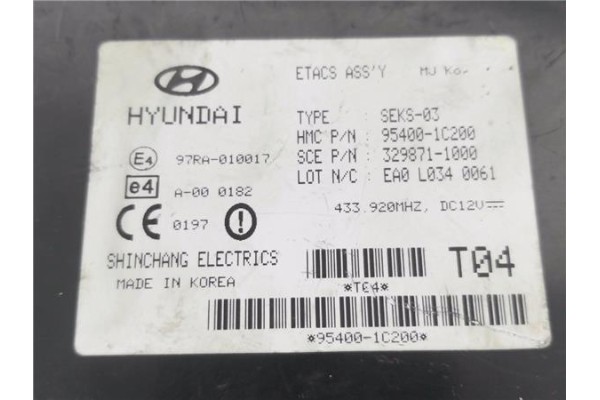 ETACS ASS'Y
HYUNDAI
TYPE : SEKS-03
HMC P/N : 95400-1C200
SCE P/N : 329871-1000
LOT N/C : EA0 L034 0061
E4 97RA-010017
e4 A-00 0182
CE 0197
433.920MHZ, DC12V
SHINCHANG ELECTRICS
MADE IN KOREA
T04
*T04*
*95400-1C200*